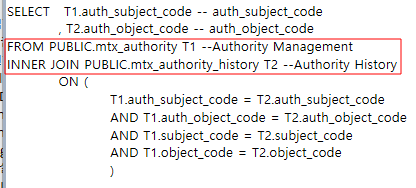 SELECT T1.auth_subject_code -- auth_subject_code
, T2.auth_object_code -- auth_object_code
FROM PUBLIC.mtx_authority T1 --Authority Management
INNER JOIN PUBLIC.mtx_authority_history T2 --Authority History
ON (
T1.auth_subject_code = T2.auth_subject_code
AND T1.auth_object_code = T2.auth_object_code
AND T1.subject_code = T2.subject_code
AND T1.object_code = T2.object_code
)